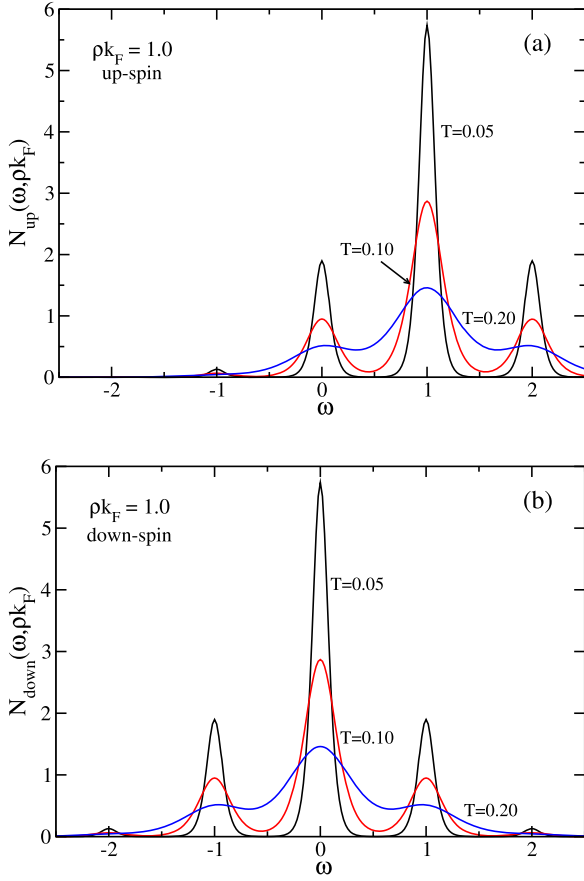 6
5
4
3
2
1
0
N_up(ω,ρk_F)
ρk_F = 1.0
up-spin
(a)
T=0.05
T=0.10
T=0.20
-2
-1
0
1
2
ω
6
5
4
3
2
1
0
N_down(ω,ρk_F)
ρk_F = 1.0
down-spin
(b)
T=0.05
T=0.10
T=0.20
-2
-1
0
1
2
ω